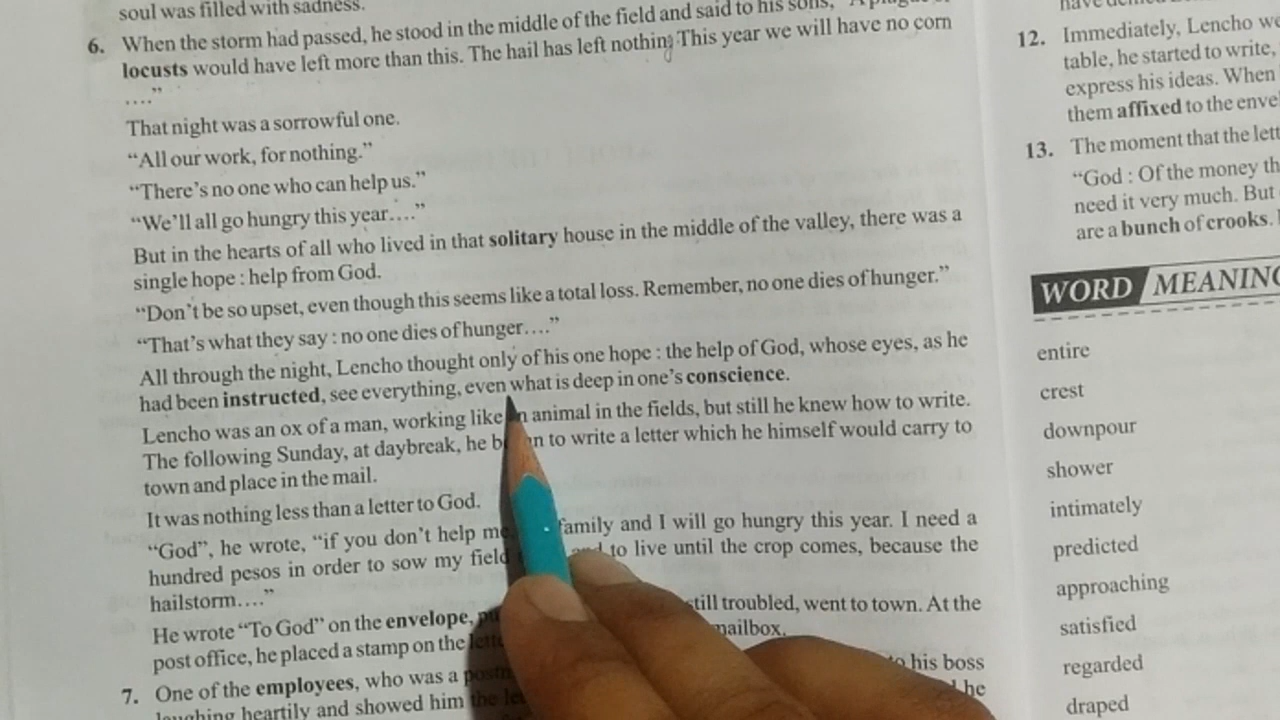 soul was filled with sadness.
6. When the storm had passed, he stood in the middle of the field and said to his sons, "A plague of
locusts would have left more than this. The hail has left nothing This year we will have no corn
...."
That night was a sorrowful one.
"All our work, for nothing."
"There's no one who can help us."
"We'll all go hungry this year...."
But in the hearts of all who lived in that solitary house in the middle of the valley, there was a
single hope : help from God.
"Don't be so upset, even though this seems like a total loss. Remember, no one dies of hunger."
"That's what they say : no one dies of hunger...."
All through the night, Lencho thought only of his one hope : the help of God, whose eyes, as he
had been instructed, see everything, even what is deep in one's conscience.
Lencho was an ox of a man, working like an animal in the fields, but still he knew how to write.
The following Sunday, at daybreak, he to write a letter which he himself would carry to
town and place in the mail.
It was nothing less than a letter to God.
"God", he wrote, "if you don't help me, family and I will go hungry this year. I need a
hundred pesos in order to sow my field and to live until the crop comes, because the
hailstorm...."
He wrote "To God" on the envelope, still troubled, went to town. At the
post office, he placed a stamp on the mailbox.
7. One of the employees, who was a to his boss
laughing heartily and showed him the he
12. Immediately, Lencho
table, he started to write,
express his ideas. When
them affixed to the
13. The moment that the
"God : Of the money
need it very much. But
are a bunch of crooks.
WORD MEANING
entire
crest
downpour
shower
intimately
predicted
approaching
satisfied
regarded
draped